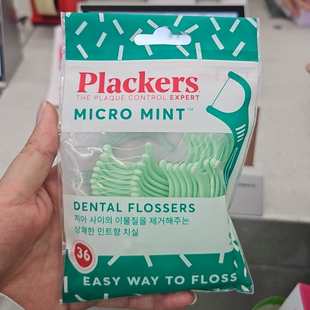 Plackers
THE PLAQUE CONTROL EXPERT
MICRO MINT™
DENTAL FLOSSERS
치아 사이의 이물질을 제거해주는
상쾌한 민트향 치실
36
EASY WAY TO FLOSS